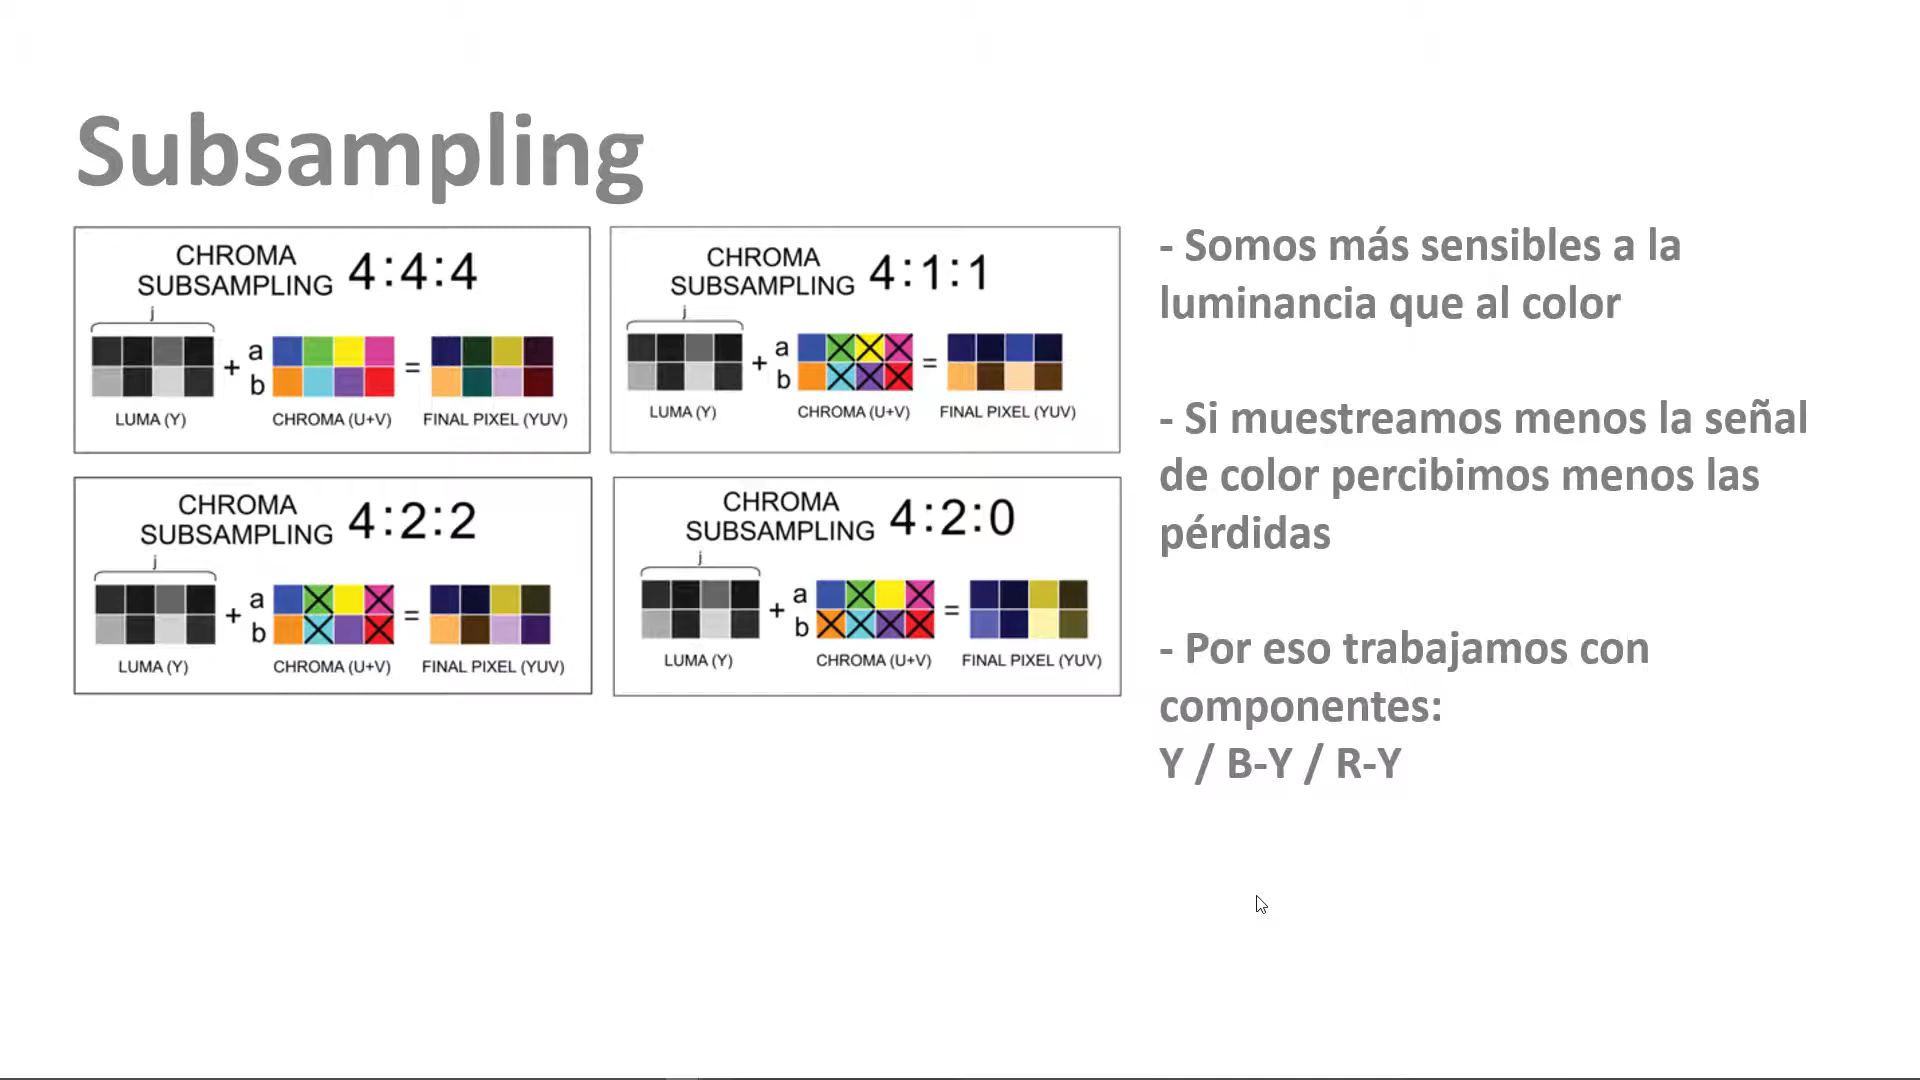 Subsampling
CHROMA
SUBSAMPLING 4:4:4
j
+ a
b
=
LUMA (Y) CHROMA (U+V) FINAL PIXEL (YUV)
CHROMA
SUBSAMPLING 4:1:1
j
+ a
b
=
LUMA (Y) CHROMA (U+V) FINAL PIXEL (YUV)
CHROMA
SUBSAMPLING 4:2:2
j
+ a
b
=
LUMA (Y) CHROMA (U+V) FINAL PIXEL (YUV)
CHROMA
SUBSAMPLING 4:2:0
j
+ a
b
=
LUMA (Y) CHROMA (U+V) FINAL PIXEL (YUV)
- Somos más sensibles a la
luminancia que al color
- Si muestreamos menos la señal
de color percibimos menos las
pérdidas
- Por eso trabajamos con
componentes:
Y / B-Y / R-Y